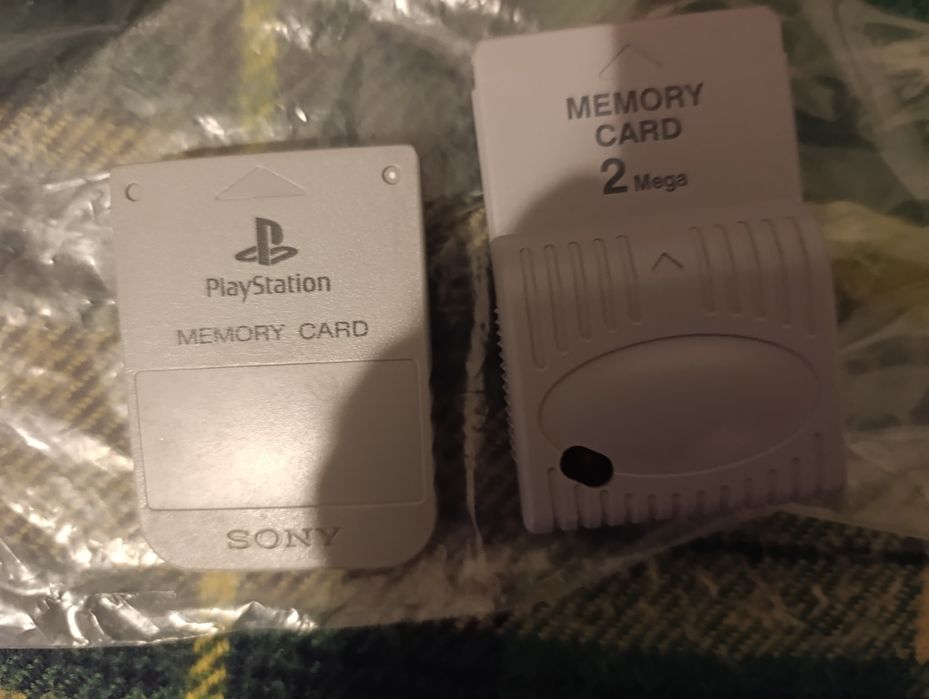 PlayStation
MEMORY CARD
SONY
MEMORY
CARD
2 Mega